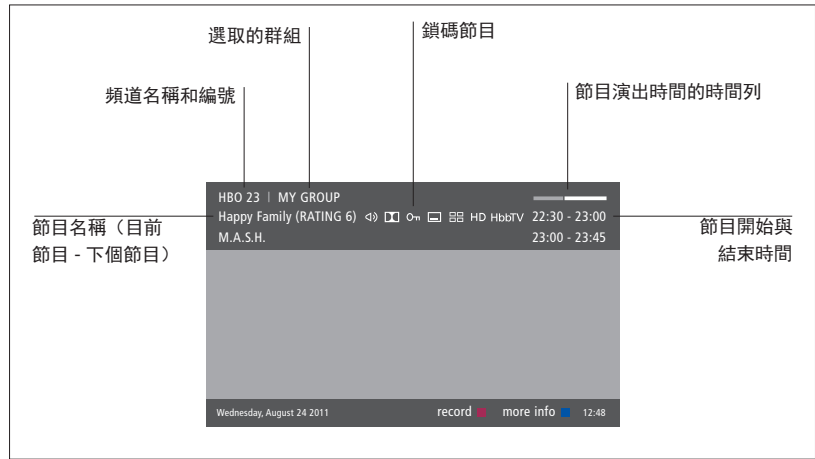 選取的群組
鎖碼節目
頻道名稱和編號
節目演出時間的時間列
HBO 23 | MY GROUP
Happy Family (RATING 6) HD HbbTV 22:30 - 23:00
M.A.S.H. 23:00 - 23:45
節目名稱（目前
節目 - 下個節目）
節目開始與
結束時間
Wednesday, August 24 2011 record more info 12:48